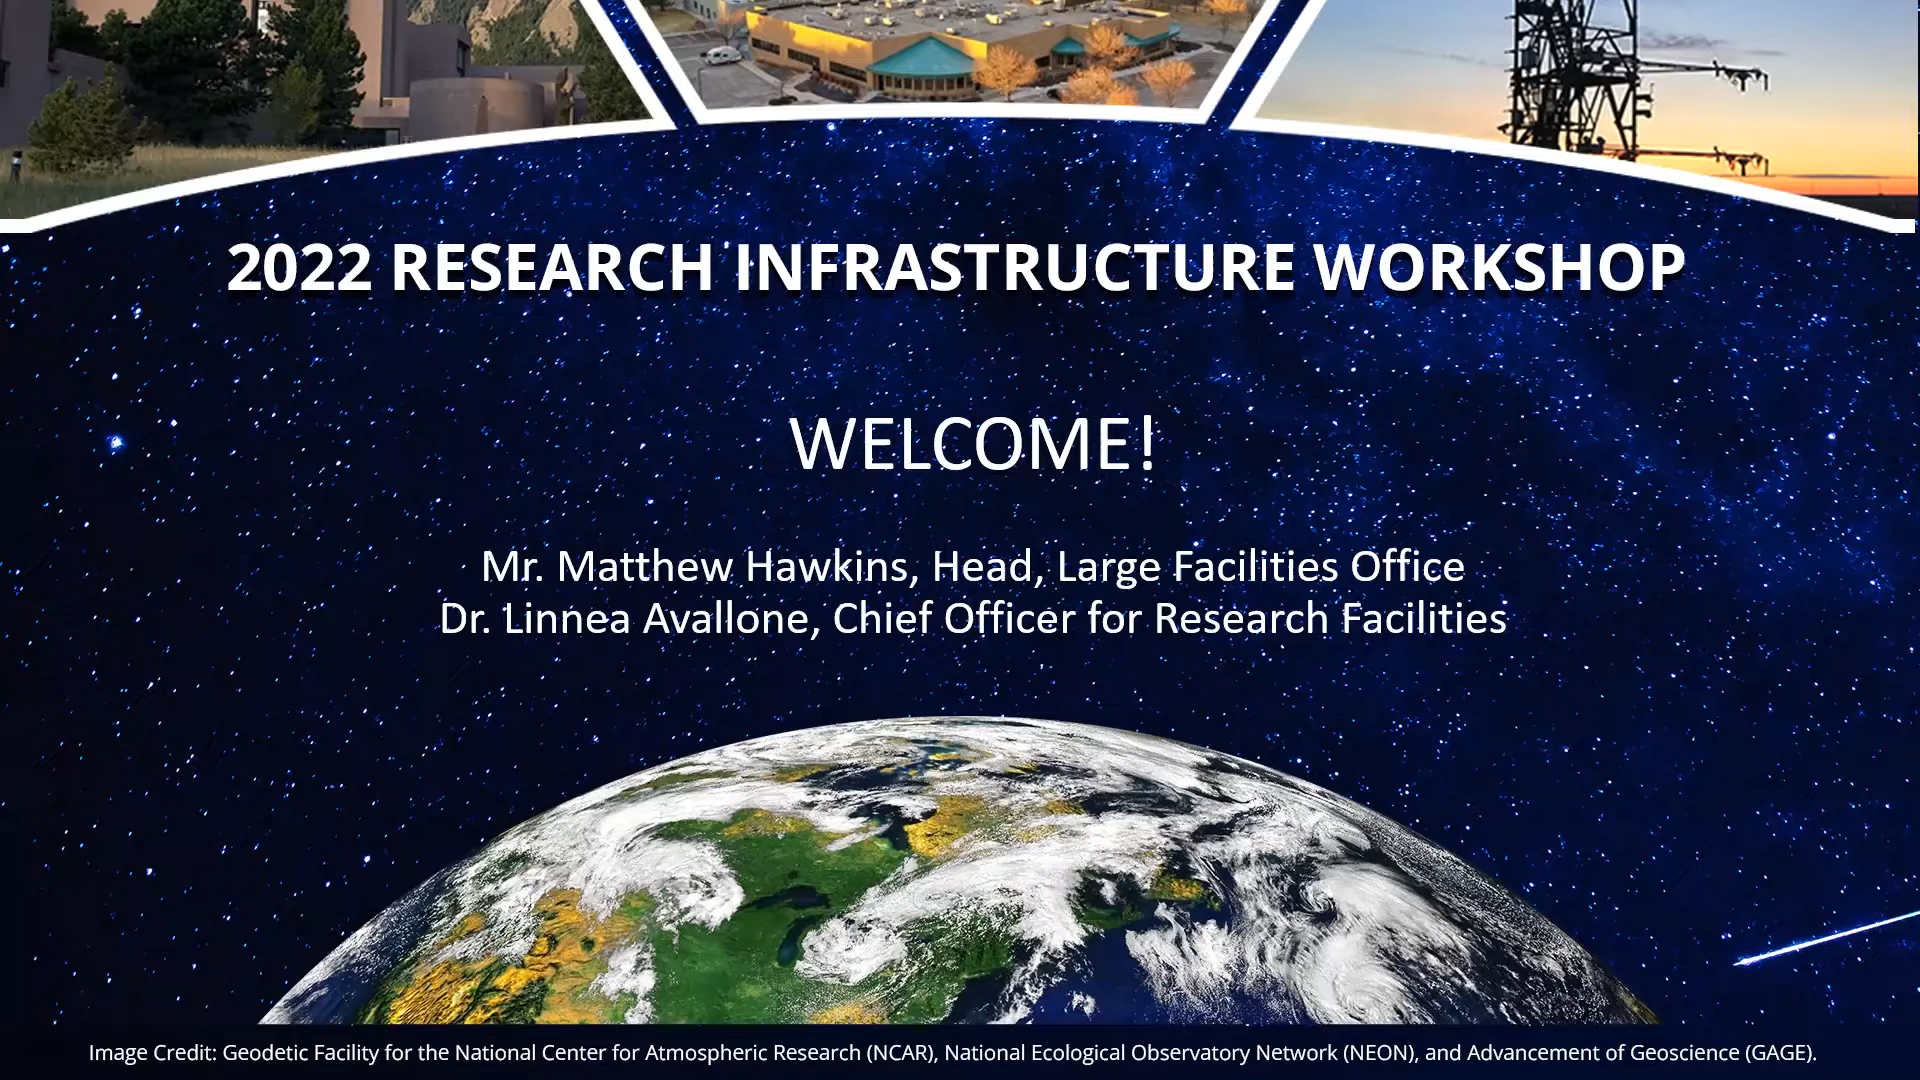 2022 RESEARCH INFRASTRUCTURE WORKSHOP
WELCOME!
Mr. Matthew Hawkins, Head, Large Facilities Office
Dr. Linnea Avallone, Chief Officer for Research Facilities
Image Credit: Geodetic Facility for the National Center for Atmospheric Research (NCAR), National Ecological Observatory Network (NEON), and Advancement of Geoscience (GAGE).